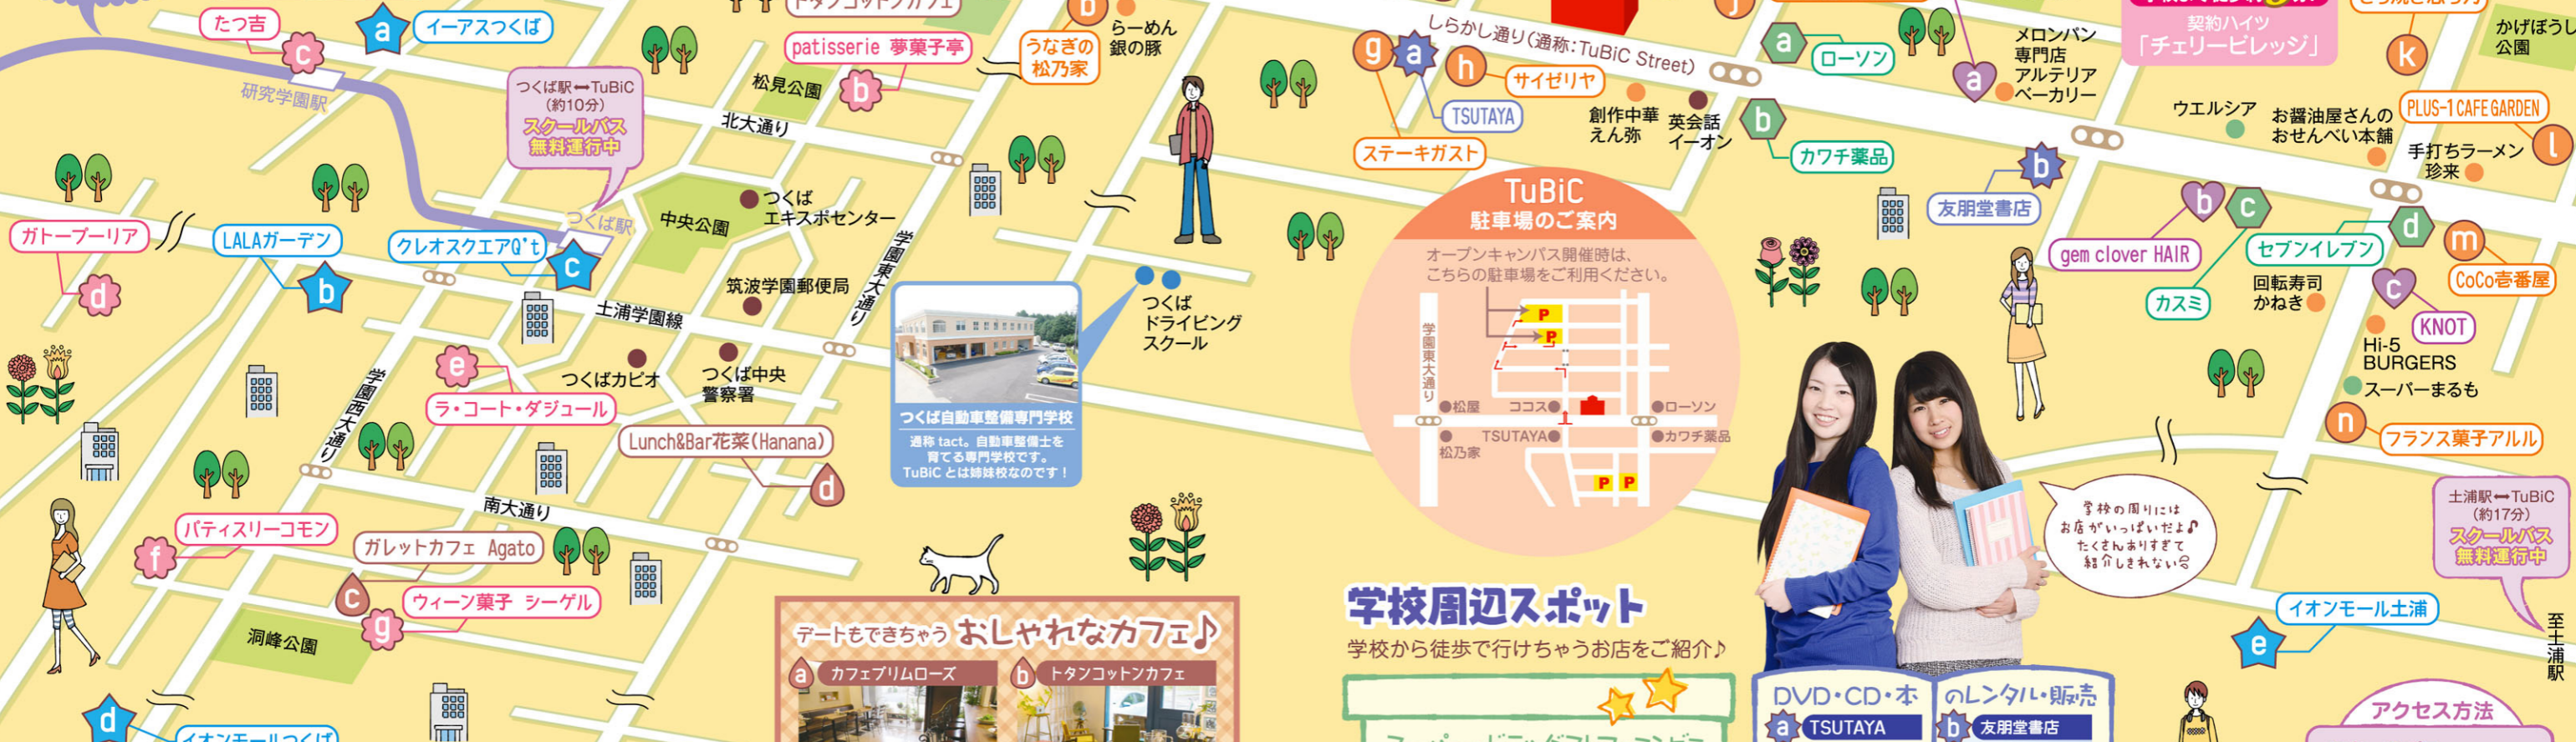 たつ吉
c
a
イーアスつくば
研究学園駅
つくば駅⇔TuBiC
(約10分)
スクールバス
無料運行中
トタンコットンカフェ
patisserie 夢菓子亭
松見公園
b
北大通り
b
うなぎの
松乃家
らーめん
銀の豚
しらかし通り(通称:TuBiC Street)
g
a
h
サイゼリヤ
TSUTAYA
ステーキガスト
創作中華
えん弥
英会話
イーオン
j
a
ローソン
b
カワチ薬品
メロンパン
専門店
アルテリア
ベーカリー
a
契約ハイツ
「チェリービレッジ」
k
かげぼうし
公園
ウエルシア
お醤油屋さんの
おせんべい本舗
PLUS-1 CAFE GARDEN
l
手打ちラーメン
珍来
b
友朋堂書店
b
c
gem clover HAIR
カスミ
d
セブンイレブン
m
CoCo壱番屋
回転寿司
かねき
c
KNOT
Hi-5
BURGERS
スーパーまるも
n
フランス菓子アルル
ガトープーリア
d
LALAガーデン
b
クレオスクエアQ't
c
つくば駅
中央公園
つくば
エキスポセンター
筑波学園郵便局
学園東大通り
土浦学園線
つくばカピオ
つくば中央
警察署
e
ラ・コート・ダジュール
学園西大通り
Lunch&Bar花菜(Hanana)
d
つくば
ドライビング
スクール
つくば自動車整備専門学校
通称 tact。自動車整備士を
育てる専門学校です。
TuBiC とは姉妹校なのです！
TuBiC
駐車場のご案内
オープンキャンパス開催時は、
こちらの駐車場をご利用ください。
P
P
学園東大通り
松屋
ココス
ローソン
TSUTAYA
カワチ薬品
松乃家
P P
南大通り
パティスリーコモン
f
ガレットカフェ Agato
c
ウィーン菓子 シーゲル
g
洞峰公園
d
イオンモールつくば
デートもできちゃう おしゃれなカフェ♪
a カフェプリムローズ
b トタンコットンカフェ
学校周辺スポット
学校から徒歩で行けちゃうお店をご紹介♪
学校の周りには
お店がいっぱいだよ♪
たくさんありすぎて
紹介しきれない
DVD・CD・本 のレンタル・販売
a TSUTAYA
b 友朋堂書店
土浦駅⇔TuBiC
(約17分)
スクールバス
無料運行中
イオンモール土浦
e
至土浦駅
アクセス方法